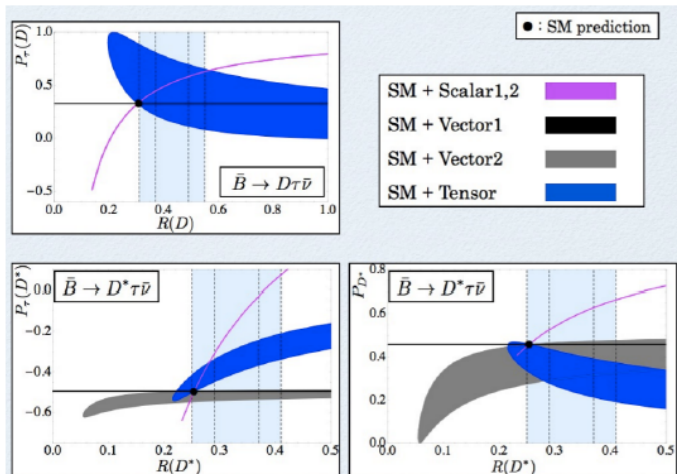 P_τ(D)
1.0
0.5
0.0
−0.5
0.0 0.2 0.4 0.6 0.8 1.0
R(D)
B̄ → Dτν̄
● : SM prediction
SM + Scalar1,2
SM + Vector1
SM + Vector2
SM + Tensor
P_τ(D*)
0.0
−0.2
−0.4
−0.6
0.0 0.1 0.2 0.3 0.4 0.5
R(D*)
B̄ → D*τν̄
P_D*
0.8
0.6
0.4
0.2
0.0
0.0 0.1 0.2 0.3 0.4 0.5
R(D*)
B̄ → D*τν̄